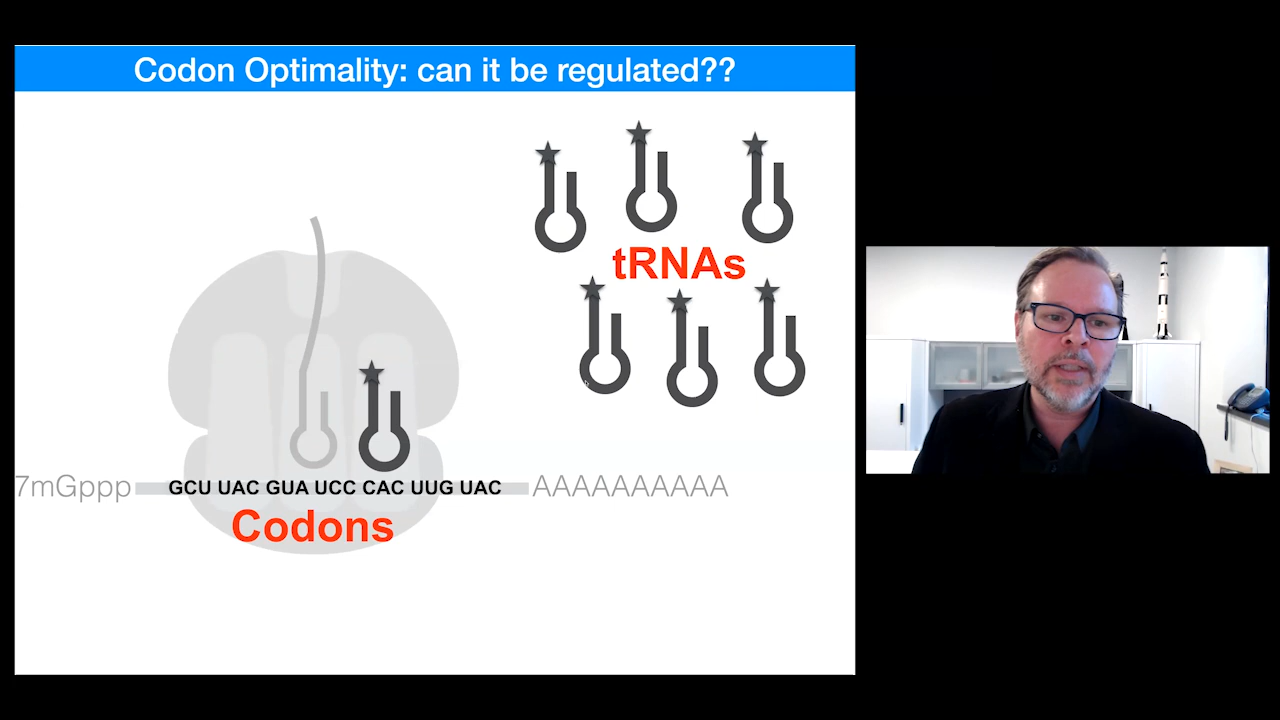 Codon Optimality: can it be regulated??
tRNAs
7mGppp GCU UAC GUA UCC CAC UUG UAC AAAAAAAAAA
Codons